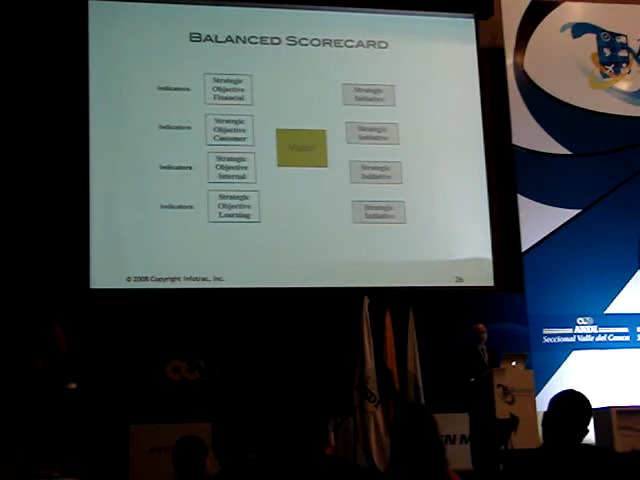 BALANCED SCORECARD
Indicators
Strategic
Objective
Financial
Strategic
Initiative
Indicators
Strategic
Objective
Customer
Strategic
Initiative
Indicators
Strategic
Objective
Internal
Strategic
Initiative
Indicators
Strategic
Objective
Learning
Strategic
Initiative
© 2008 Copyright Infotrac, Inc.
26
ANDI
Seccional Valle del Cauca